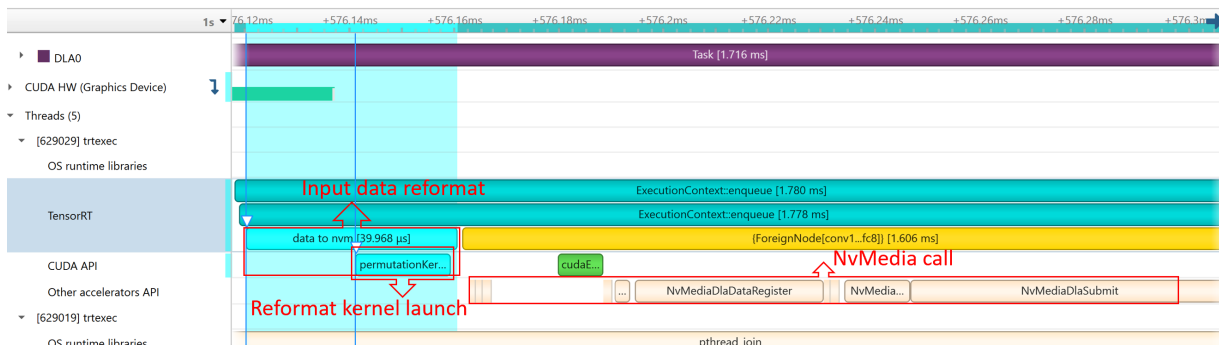 1s 76.12ms +576.14ms +576.16ms +576.18ms +576.2ms +576.22ms +576.24ms +576.26ms +576.28ms +576.3m
DLA0 Task [1.716 ms]
CUDA HW (Graphics Device)
Threads (5)
[629029] trtexec
OS runtime libraries
Input data reformat ExecutionContext::enqueue [1.780 ms]
TensorRT ExecutionContext::enqueue [1.778 ms]
data to nvm [39.968 µs] {ForeignNode[conv1...fc8]} [1.606 ms]
NvMedia call
CUDA API permutationKer... cudaE...
Other accelerators API ... NvMediaDlaDataRegister NvMedia... NvMediaDlaSubmit
Reformat kernel launch
[629019] trtexec
OS runtime libraries pthread_join